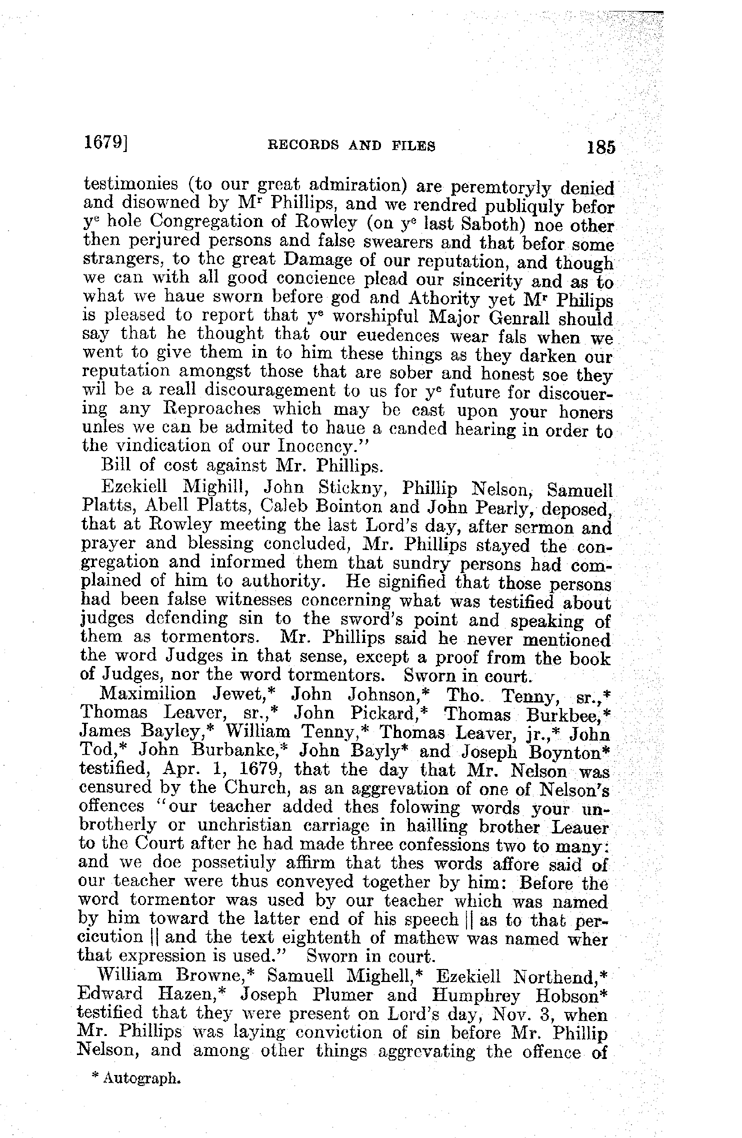 1679] RECORDS AND FILES 185
testimonies (to our great admiration) are peremtoryly denied
and disowned by Mʳ Phillips, and we rendred publiquly befor
yᵉ hole Congregation of Rowley (on yᵉ last Saboth) noe other
then perjured persons and false swearers and that befor some
strangers, to the great Damage of our reputation, and though
we can with all good concience plead our sincerity and as to
what we haue sworn before god and Athority yet Mʳ Philips
is pleased to report that yᵉ worshipful Major Genrall should
say that he thought that our euedences wear fals when we
went to give them in to him these things as they darken our
reputation amongst those that are sober and honest soe they
wil be a reall discouragement to us for yᵉ future for discouer-
ing any Reproaches which may be cast upon your honers
unles we can be admited to haue a canded hearing in order to
the vindication of our Inocency."
Bill of cost against Mr. Phillips.
Ezekiell Mighill, John Stickny, Phillip Nelson, Samuell
Platts, Abell Platts, Caleb Bointon and John Pearly, deposed,
that at Rowley meeting the last Lord's day, after sermon and
prayer and blessing concluded, Mr. Phillips stayed the con-
gregation and informed them that sundry persons had com-
plained of him to authority. He signified that those persons
had been false witnesses concerning what was testified about
judges defending sin to the sword's point and speaking of
them as tormentors. Mr. Phillips said he never mentioned
the word Judges in that sense, except a proof from the book
of Judges, nor the word tormentors. Sworn in court.
Maximilion Jewet,* John Johnson,* Tho. Tenny, sr.,*
Thomas Leaver, sr.,* John Pickard,* Thomas Burkbee,*
James Bayley,* William Tenny,* Thomas Leaver, jr.,* John
Tod,* John Burbanke,* John Bayly* and Joseph Boynton*
testified, Apr. 1, 1679, that the day that Mr. Nelson was
censured by the Church, as an aggrevation of one of Nelson's
offences "our teacher added thes folowing words your un-
brotherly or unchristian carriage in hailling brother Leauer
to the Court after he had made three confessions two to many:
and we doe possetiuly affirm that thes words affore said of
our teacher were thus conveyed together by him: Before the
word tormentor was used by our teacher which was named
by him toward the latter end of his speech || as to that per-
cicution || and the text eightenth of mathew was named wher
that expression is used." Sworn in court.
William Browne,* Samuell Mighell,* Ezekiell Northend,*
Edward Hazen,* Joseph Plumer and Humphrey Hobson*
testified that they were present on Lord's day, Nov. 3, when
Mr. Phillips was laying conviction of sin before Mr. Phillip
Nelson, and among other things aggrevating the offence of
* Autograph.